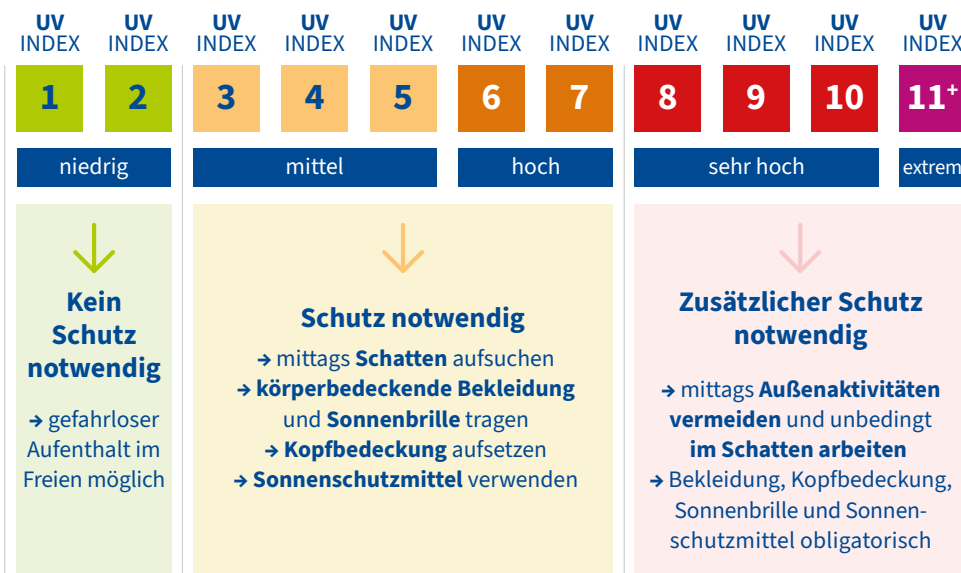 UV UV UV UV UV UV UV UV UV UV UV
INDEX INDEX INDEX INDEX INDEX INDEX INDEX INDEX INDEX INDEX INDEX
1 2 3 4 5 6 7 8 9 10 11+
niedrig mittel hoch sehr hoch extrem
Kein
Schutz
notwendig
→ gefahrloser
Aufenthalt im
Freien möglich
Schutz notwendig
→ mittags Schatten aufsuchen
→ körperbedeckende Bekleidung
und Sonnenbrille tragen
→ Kopfbedeckung aufsetzen
→ Sonnenschutzmittel verwenden
Zusätzlicher Schutz
notwendig
→ mittags Außenaktivitäten
vermeiden und unbedingt
im Schatten arbeiten
→ Bekleidung, Kopfbedeckung,
Sonnenbrille und Sonnen-
schutzmittel obligatorisch